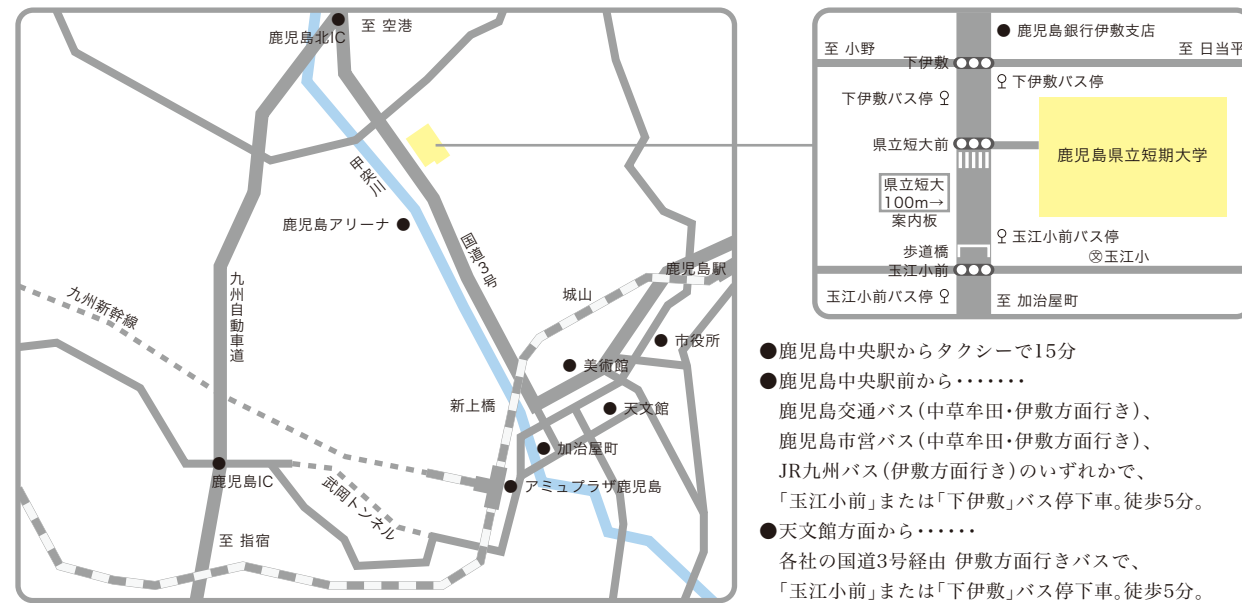 鹿児島北IC
至 空港
甲突川
鹿児島アリーナ
国道3号
鹿児島駅
城山
九州新幹線
九州自動車道
市役所
美術館
新上橋
天文館
加治屋町
鹿児島IC
アミュプラザ鹿児島
武岡トンネル
至 指宿
鹿児島銀行伊敷支店
至 小野
至 日当平
下伊敷
下伊敷バス停
下伊敷バス停
県立短大前
鹿児島県立短期大学
県立短大
100m→
案内板
玉江小前バス停
歩道橋
文玉江小
玉江小前
玉江小前バス停
至 加治屋町
●鹿児島中央駅からタクシーで15分
●鹿児島中央駅前から・・・・・・・
鹿児島交通バス(中草牟田・伊敷方面行き)、
鹿児島市営バス(中草牟田・伊敷方面行き)、
JR九州バス(伊敷方面行き)のいずれかで、
「玉江小前」または「下伊敷」バス停下車。徒歩5分。
●天文館方面から・・・・・・
各社の国道3号経由 伊敷方面行きバスで、
「玉江小前」または「下伊敷」バス停下車。徒歩5分。